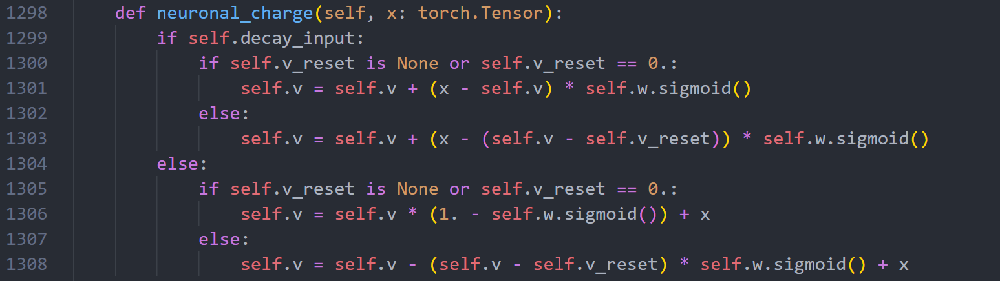 1298 def neuronal_charge(self, x: torch.Tensor):
1299 if self.decay_input:
1300 if self.v_reset is None or self.v_reset == 0.:
1301 self.v = self.v + (x - self.v) * self.w.sigmoid()
1302 else:
1303 self.v = self.v + (x - (self.v - self.v_reset)) * self.w.sigmoid()
1304 else:
1305 if self.v_reset is None or self.v_reset == 0.:
1306 self.v = self.v * (1. - self.w.sigmoid()) + x
1307 else:
1308 self.v = self.v - (self.v - self.v_reset) * self.w.sigmoid() + x